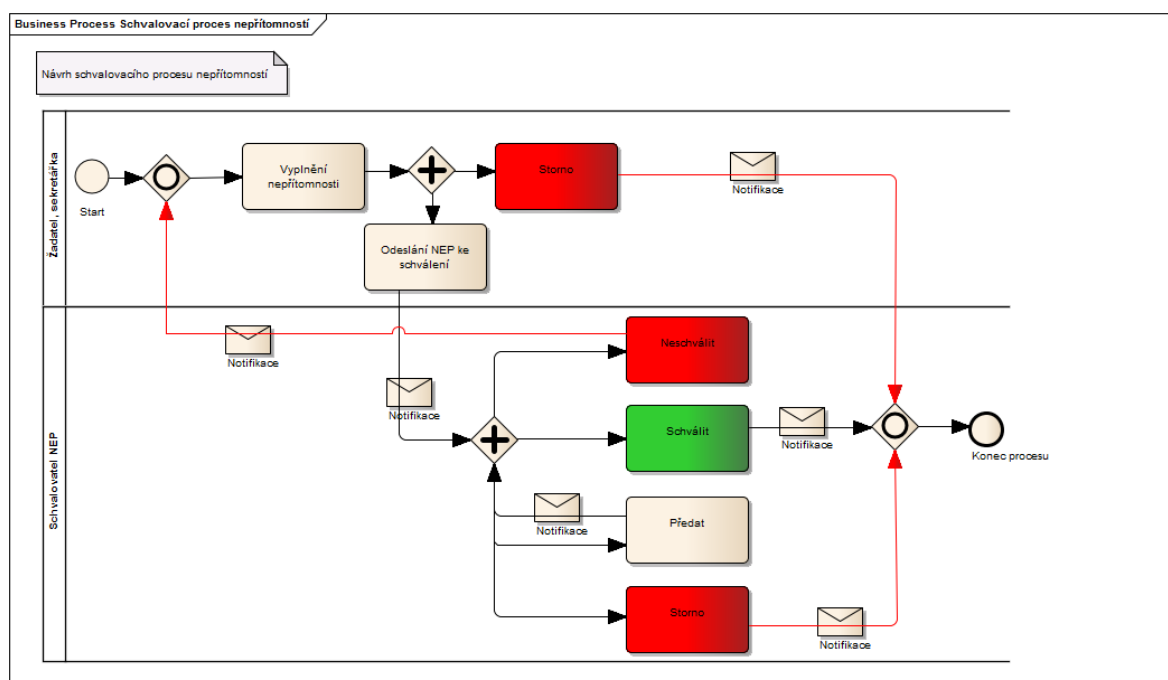 Business Process Schvalovací proces nepřítomností
Návrh schvalovacího procesu nepřítomností
Žadatel, sekretářka
Start
Vyplnění
nepřítomnosti
Storno
Notifikace
Odeslání NEP ke
schválení
Schvalovatel NEP
Notifikace
Neschválit
Notifikace
Schválit
Notifikace
Konec procesu
Notifikace
Předat
Storno
Notifikace